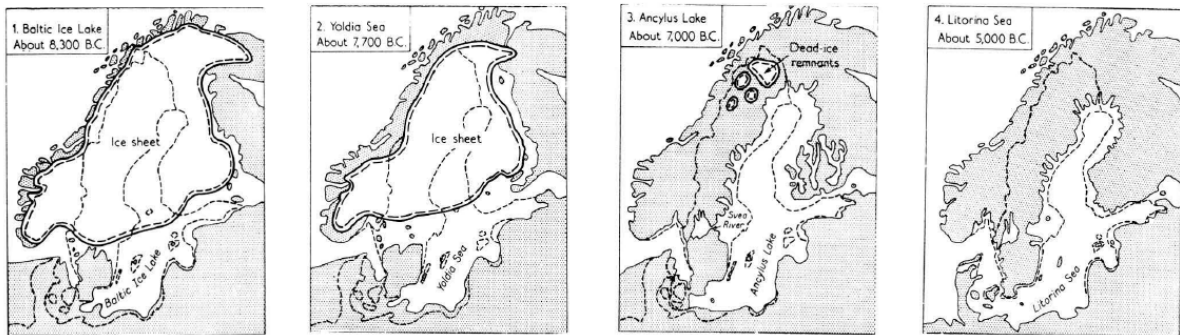 1. Baltic Ice Lake
About 8,300 B.C.
Ice sheet
Baltic Ice Lake
2. Yoldia Sea
About 7,700 B.C.
Ice sheet
Yoldia Sea
3. Ancylus Lake
About 7,000 B.C.
Dead-ice
remnants
Svea
River
Ancylus Lake
4. Litorina Sea
About 5,000 B.C.
Litorina Sea